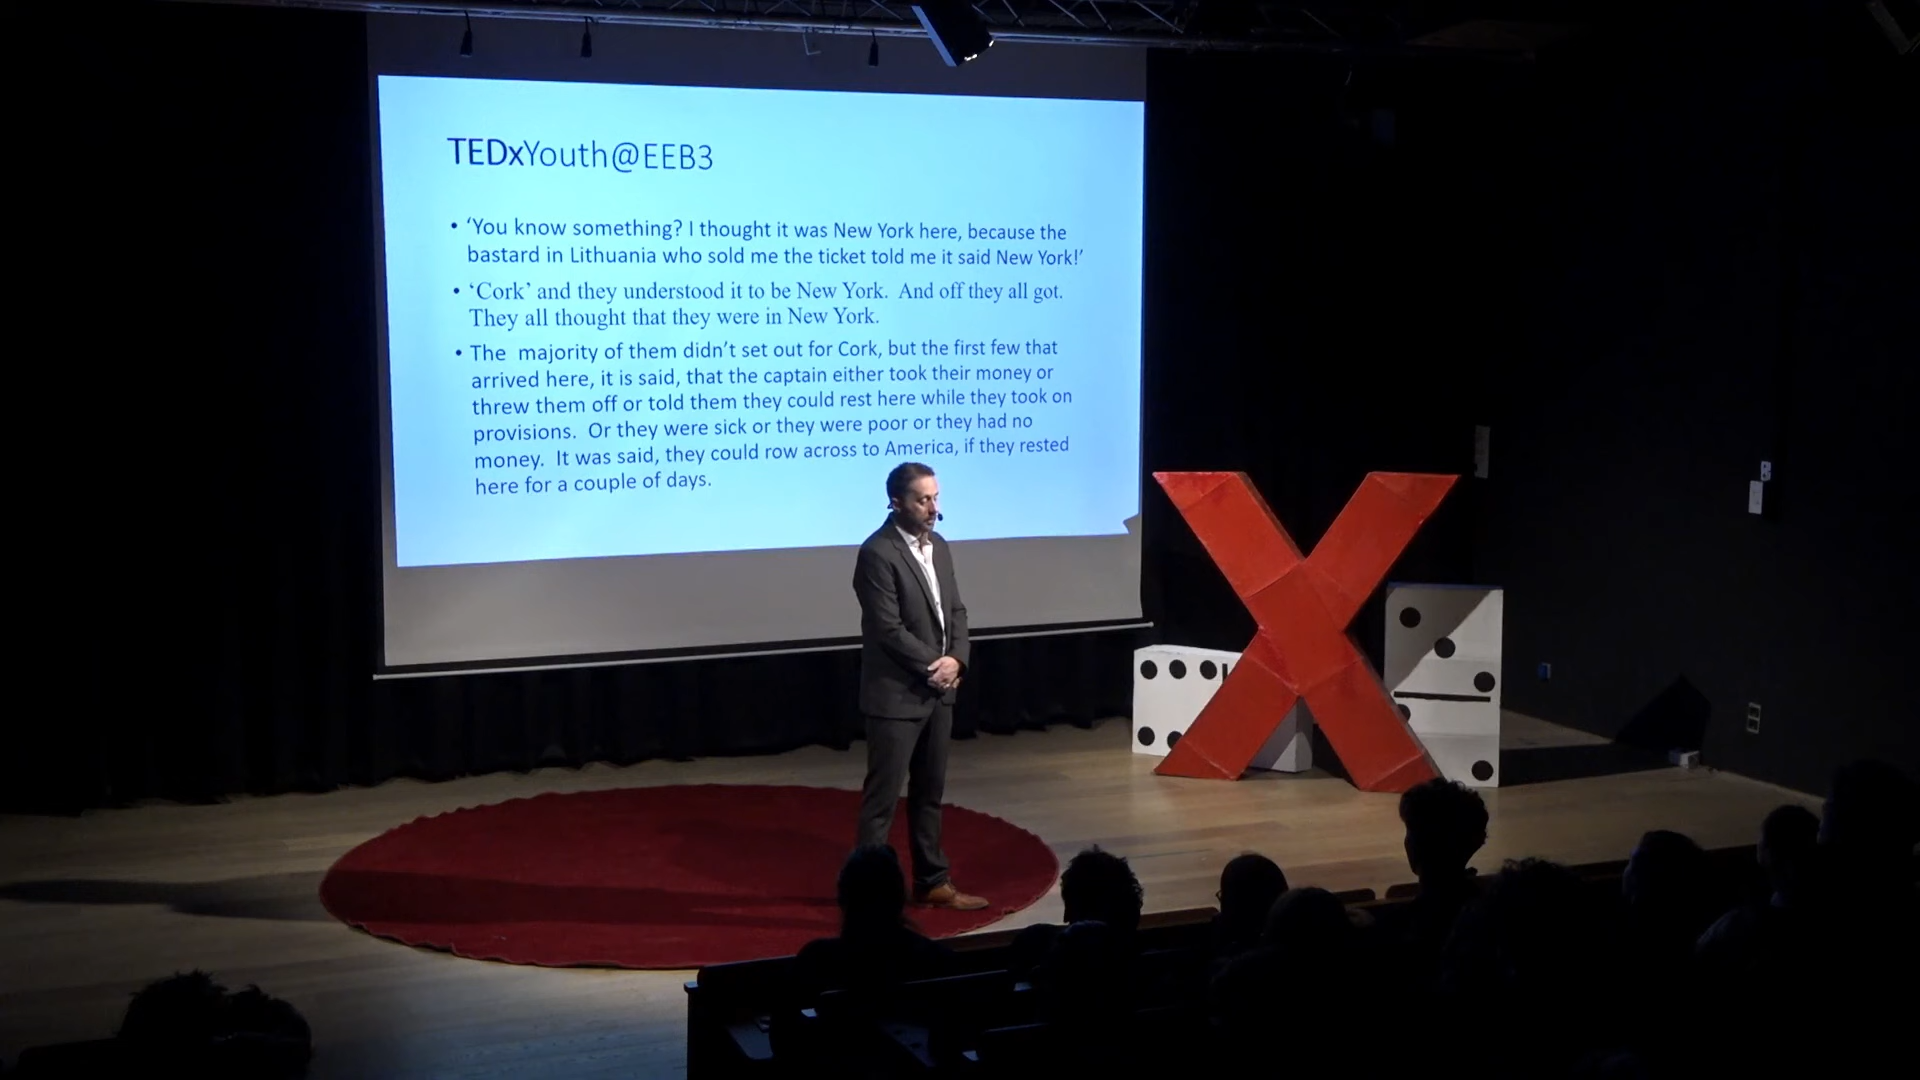 TEDxYouth@EEB3
• ‘You know something? I thought it was New York here, because the
bastard in Lithuania who sold me the ticket told me it said New York!’
• ‘Cork’ and they understood it to be New York.  And off they all got.
They all thought that they were in New York.
• The  majority of them didn’t set out for Cork, but the first few that
arrived here, it is said, that the captain either took their money or
threw them off or told them they could rest here while they took on
provisions.  Or they were sick or they were poor or they had no
money.  It was said, they could row across to America, if they rested
here for a couple of days.
X